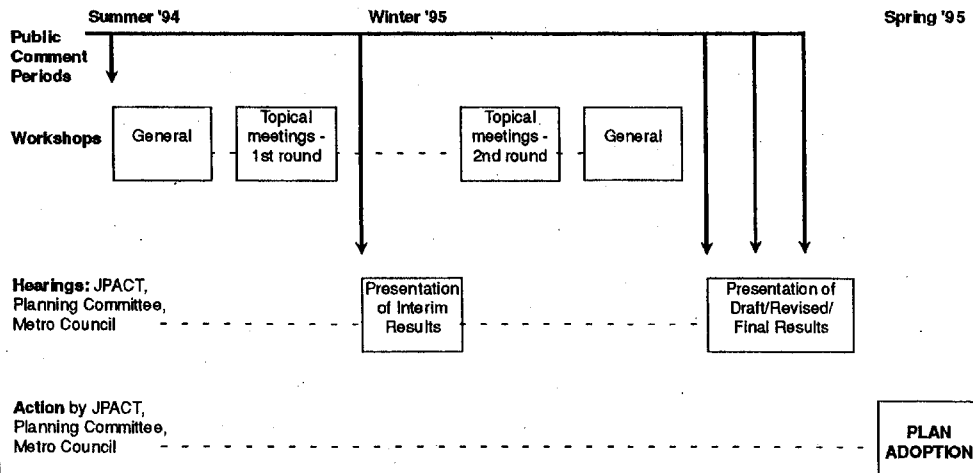 Summer '94 Winter '95 Spring '95
Public
Comment
Periods
Workshops
General
Topical
meetings -
1st round
Topical
meetings -
2nd round
General
Hearings: JPACT,
Planning Committee,
Metro Council
Presentation
of Interim
Results
Presentation of
Draft/Revised/
Final Results
Action by JPACT,
Planning Committee,
Metro Council
PLAN
ADOPTION